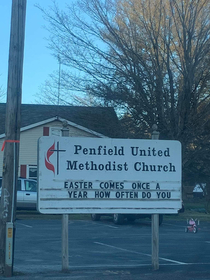 Penfield United
Methodist Church
EASTER COMES ONCE A
YEAR HOW OFTEN DO YOU